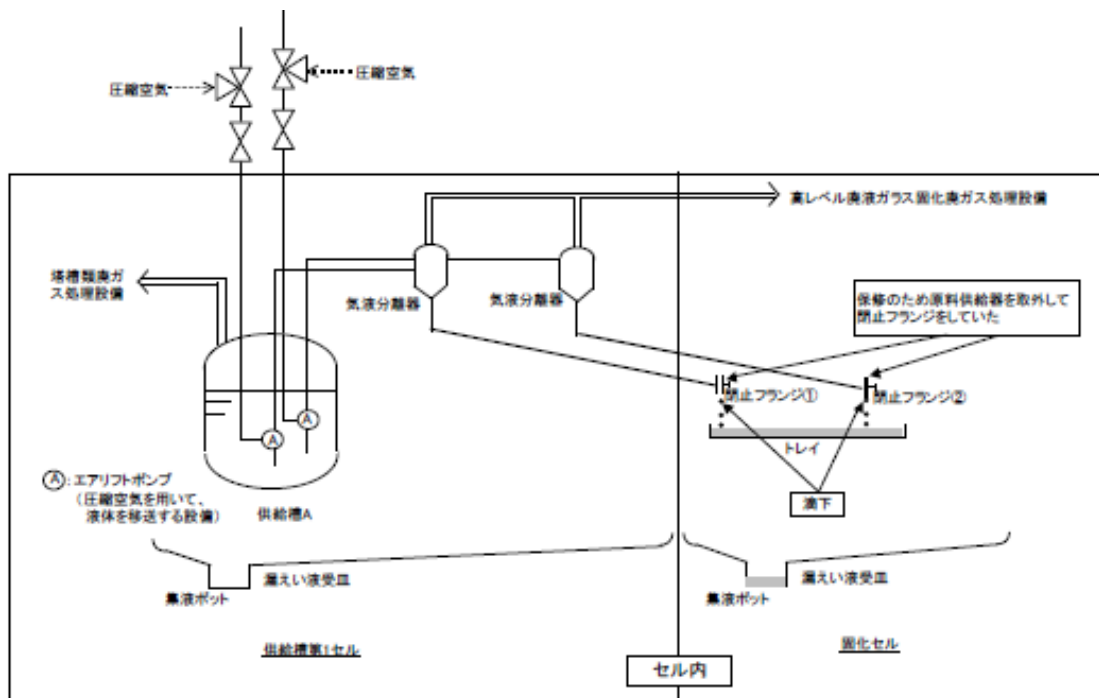 圧縮空気
圧縮空気
高レベル廃液ガラス固化廃ガス処理設備
塔槽類廃ガ
ス処理設備
気液分離器
気液分離器
保修のため原料供給器を取外して
閉止フランジをしていた
閉止フランジ①
閉止フランジ②
トレイ
滴下
A
A
A
:エアリフトポンプ
(圧縮空気を用いて、
液体を移送する設備)
供給槽A
漏えい液受皿
集液ポット
漏えい液受皿
集液ポット
供給槽第1セル
セル内
固化セル